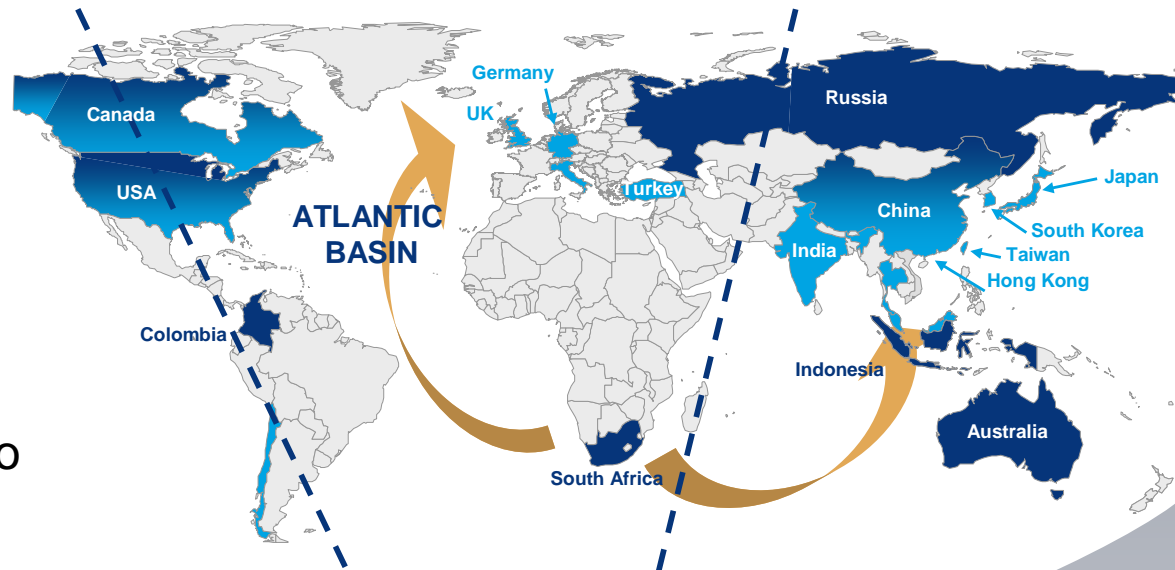 Germany
UK
Canada
Russia
USA
Turkey
Japan
China
ATLANTIC
BASIN
South Korea
India
Taiwan
Hong Kong
Colombia
Indonesia
Australia
o
South Africa